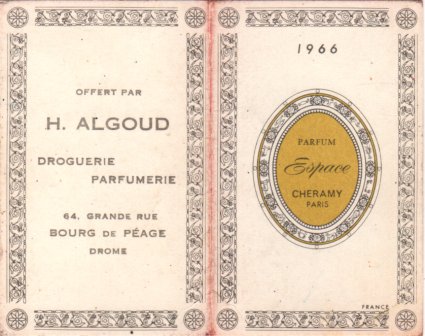 OFFERT PAR
H. ALGOUD
DROGUERIE
PARFUMERIE
64, GRANDE RUE
BOURG de PÉAGE
DROME
1966
PARFUM
Espace
CHERAMY
PARIS
FRANCE